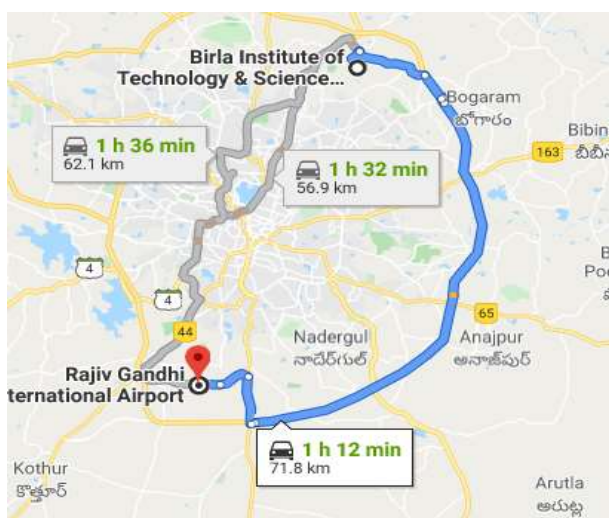 Birla Institute of
Technology & Science...
Bogaram
బోగారం
1 h 36 min
62.1 km
1 h 32 min
56.9 km
163
Bibin
4
4
44
65
Nadergul
నాదేర్‌గుల్
Anajpur
అనాజ్‌పుర్
Rajiv Gandhi
nternational Airport
1 h 12 min
71.8 km
Kothur
కొత్తూర్
Arutla
అరుట్ల